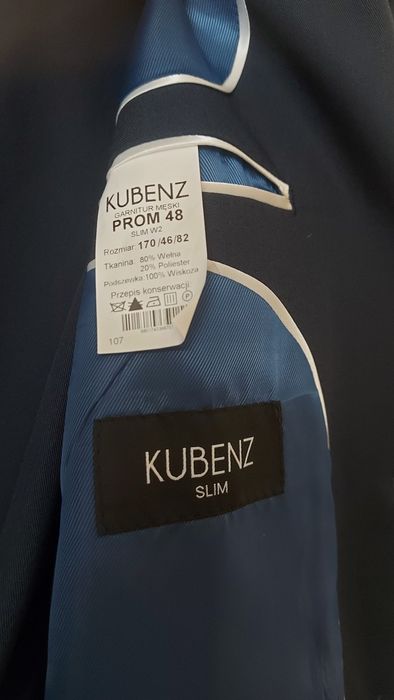 KUBENZ
GARNITUR MĘSKI
PROM 48
SLIM W2
Rozmiar 170/46/82
Tkanina 80% Wełna
20% Poliester
Podszewka 100% Wiskoza
Przepis konserwacji
P
107
KUBENZ
SLIM